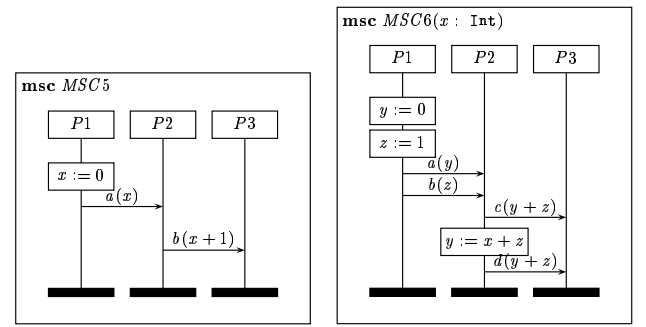 msc MSC5
P1 P2 P3
x := 0
a(x)
b(x + 1)
msc MSC6(x : Int)
P1 P2 P3
y := 0
z := 1
a(y)
b(z)
c(y + z)
y := x + z
d(y + z)